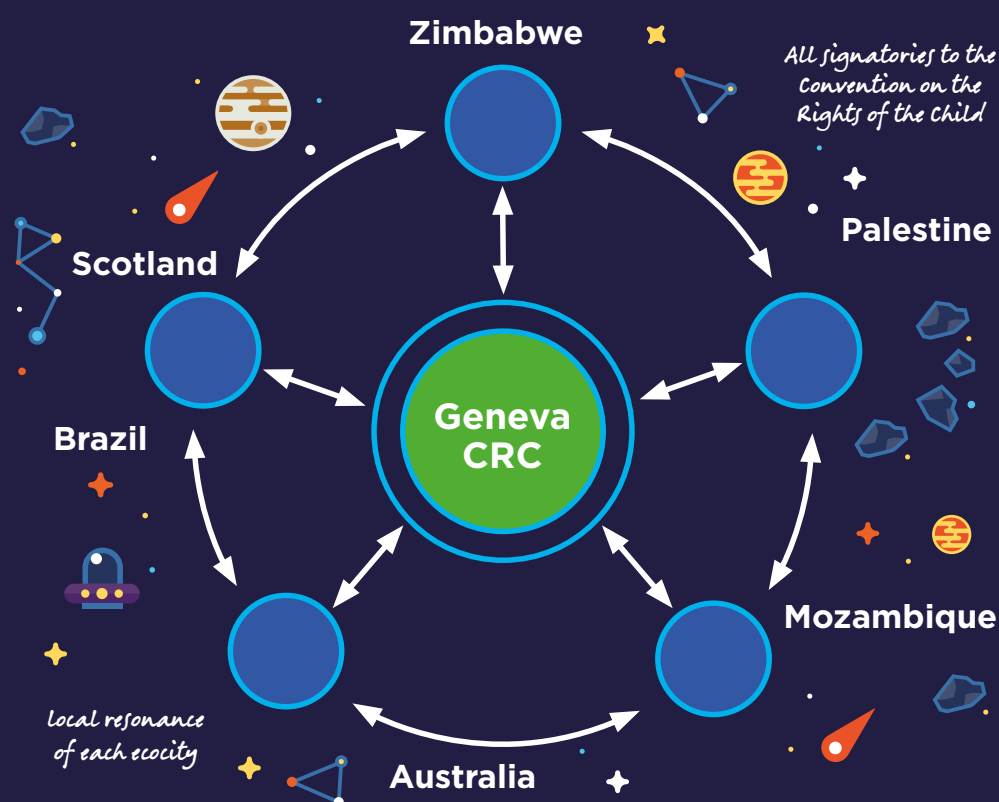 Zimbabwe
All signatories to the
Convention on the
Rights of the Child
Palestine
Scotland
Geneva
CRC
Brazil
Mozambique
local resonance
of each ecocity
Australia